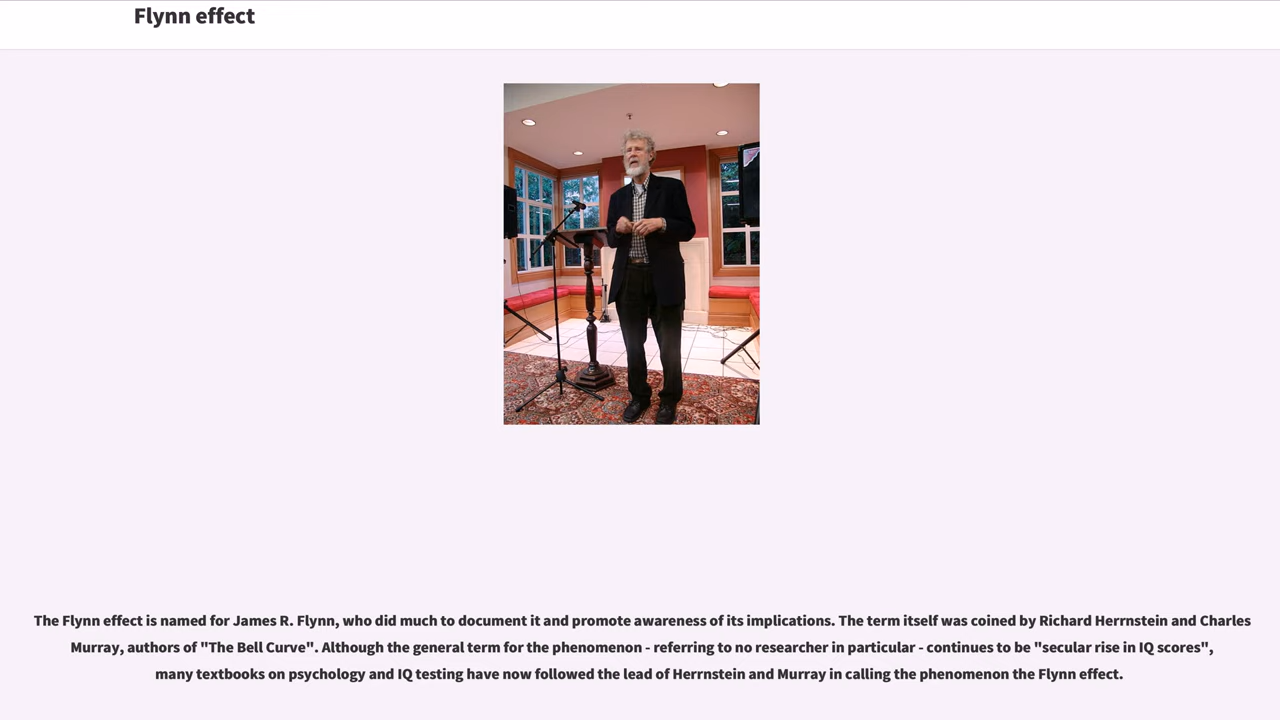 Flynn effect
The Flynn effect is named for James R. Flynn, who did much to document it and promote awareness of its implications. The term itself was coined by Richard Herrnstein and Charles
Murray, authors of "The Bell Curve". Although the general term for the phenomenon - referring to no researcher in particular - continues to be "secular rise in IQ scores",
many textbooks on psychology and IQ testing have now followed the lead of Herrnstein and Murray in calling the phenomenon the Flynn effect.